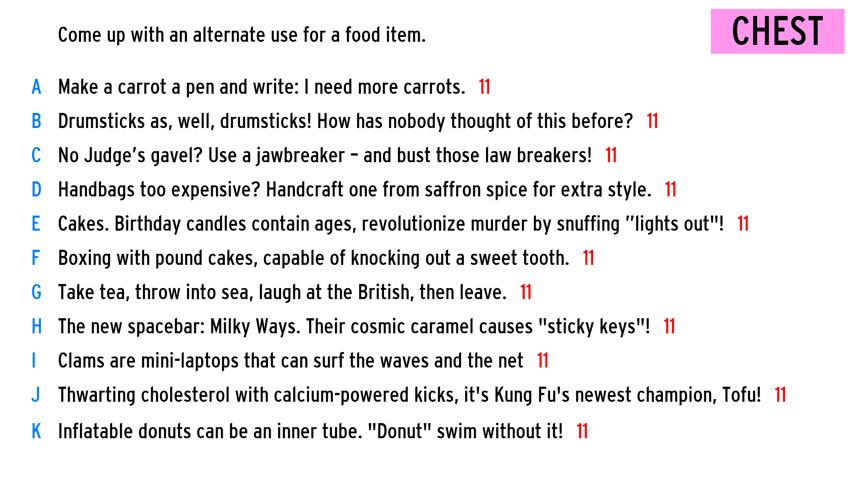 Come up with an alternate use for a food item.
CHEST
A Make a carrot a pen and write: I need more carrots. 11
B Drumsticks as, well, drumsticks! How has nobody thought of this before? 11
C No Judge's gavel? Use a jawbreaker – and bust those law breakers! 11
D Handbags too expensive? Handcraft one from saffron spice for extra style. 11
E Cakes. Birthday candles contain ages, revolutionize murder by snuffing "lights out"! 11
F Boxing with pound cakes, capable of knocking out a sweet tooth. 11
G Take tea, throw into sea, laugh at the British, then leave. 11
H The new spacebar: Milky Ways. Their cosmic caramel causes "sticky keys"! 11
I Clams are mini-laptops that can surf the waves and the net 11
J Thwarting cholesterol with calcium-powered kicks, it's Kung Fu's newest champion, Tofu! 11
K Inflatable donuts can be an inner tube. "Donut" swim without it! 11